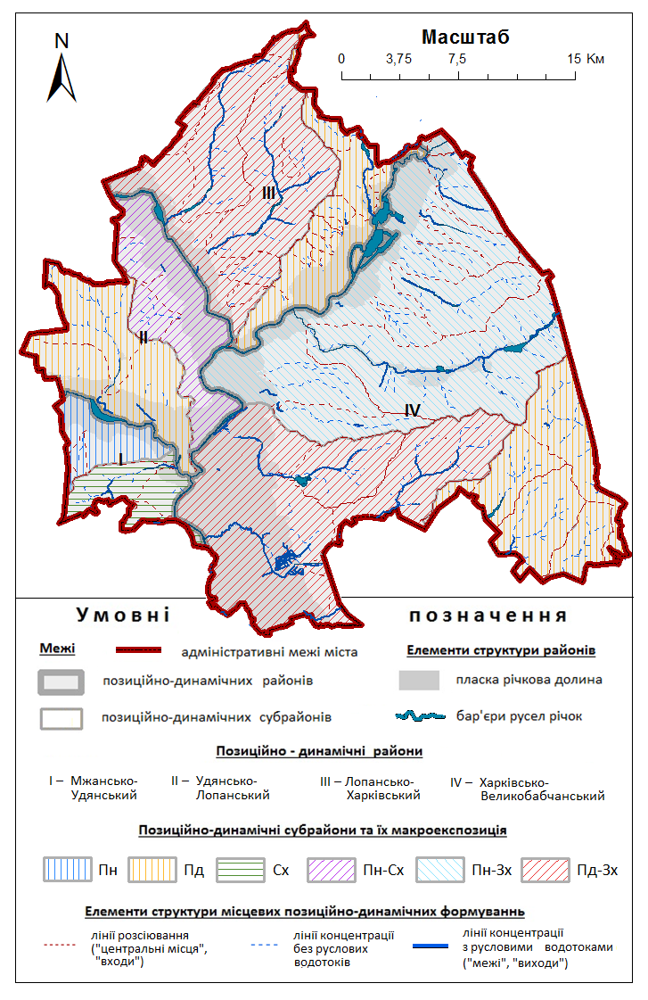 N
Масштаб
0 3,75 7,5 15 Км
III
II
IV
I
Умовні позначення
Межі
адміністративні межі міста
позиційно-динамічних районів
позиційно-динамічних субрайонів
Елементи структури районів
пласка річкова долина
бар'єри русел річок
Позиційно - динамічні райони
I – Мжансько-
Удянський
II – Удянсько-
Лопанський
III – Лопансько-
Харківський
IV – Харківсько-
Великобабчанський
Позиційно-динамічні субрайони та їх макроекспозиція
Пн Пд Сх Пн-Сх Пн-Зх Пд-Зх
Елементи структури місцевих позиційно-динамічних формуваннь
лінії розсіювання
("центральні місця",
"входи")
лінії концентрації
без руслових
водотоків
лінії концентрації
з русловими водотоками
("межі", "виходи")